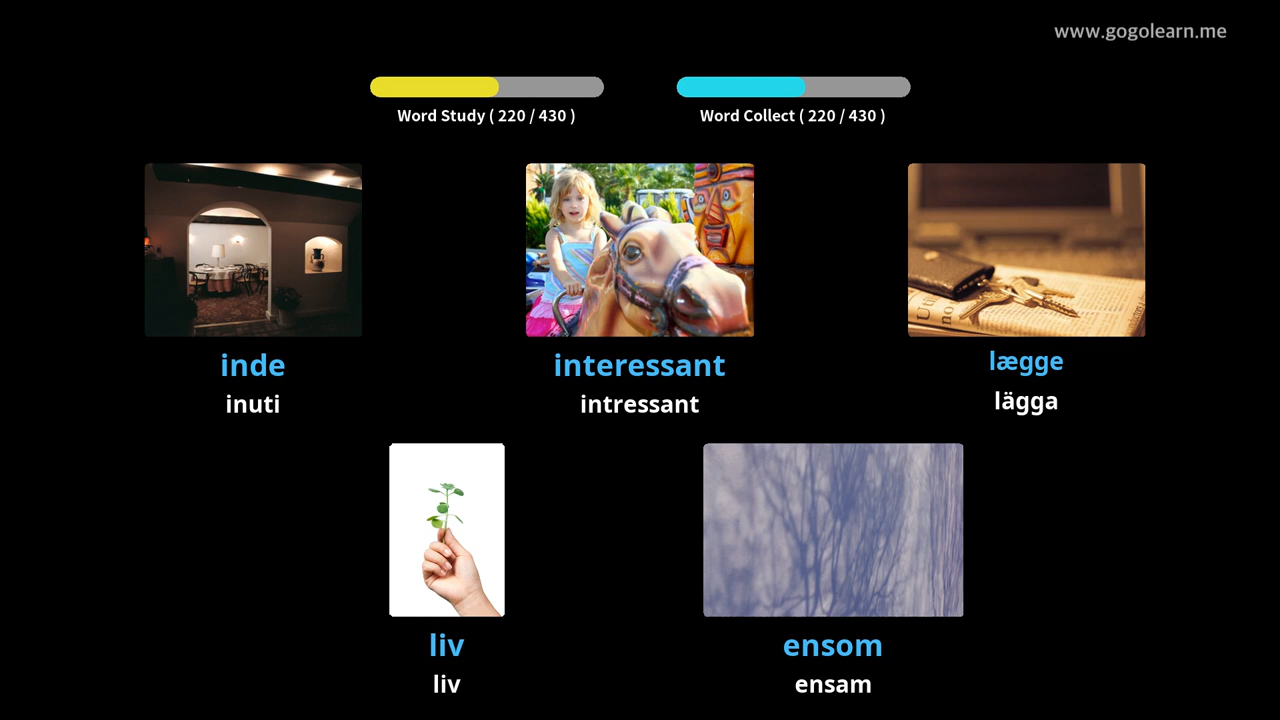 www.gogolearn.me
Word Study ( 220 / 430 )
Word Collect ( 220 / 430 )
inde
inuti
interessant
intressant
lægge
lägga
liv
liv
ensom
ensam